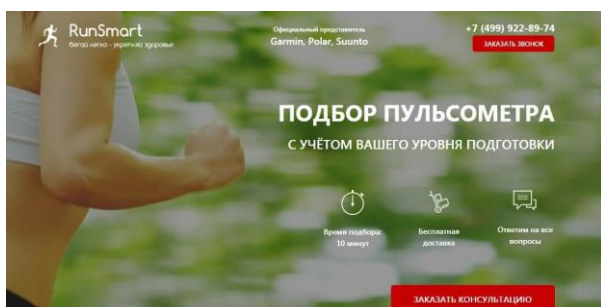 RunSmart
бегай легко - укрепляй здоровье
Официальный представитель
Garmin, Polar, Suunto
+7 (499) 922-89-74
ЗАКАЗАТЬ ЗВОНОК
ПОДБОР ПУЛЬСОМЕТРА
С УЧЁТОМ ВАШЕГО УРОВНЯ ПОДГОТОВКИ
Время подбора:
10 минут
Бесплатная
доставка
Ответим на все
вопросы
ЗАКАЗАТЬ КОНСУЛЬТАЦИЮ